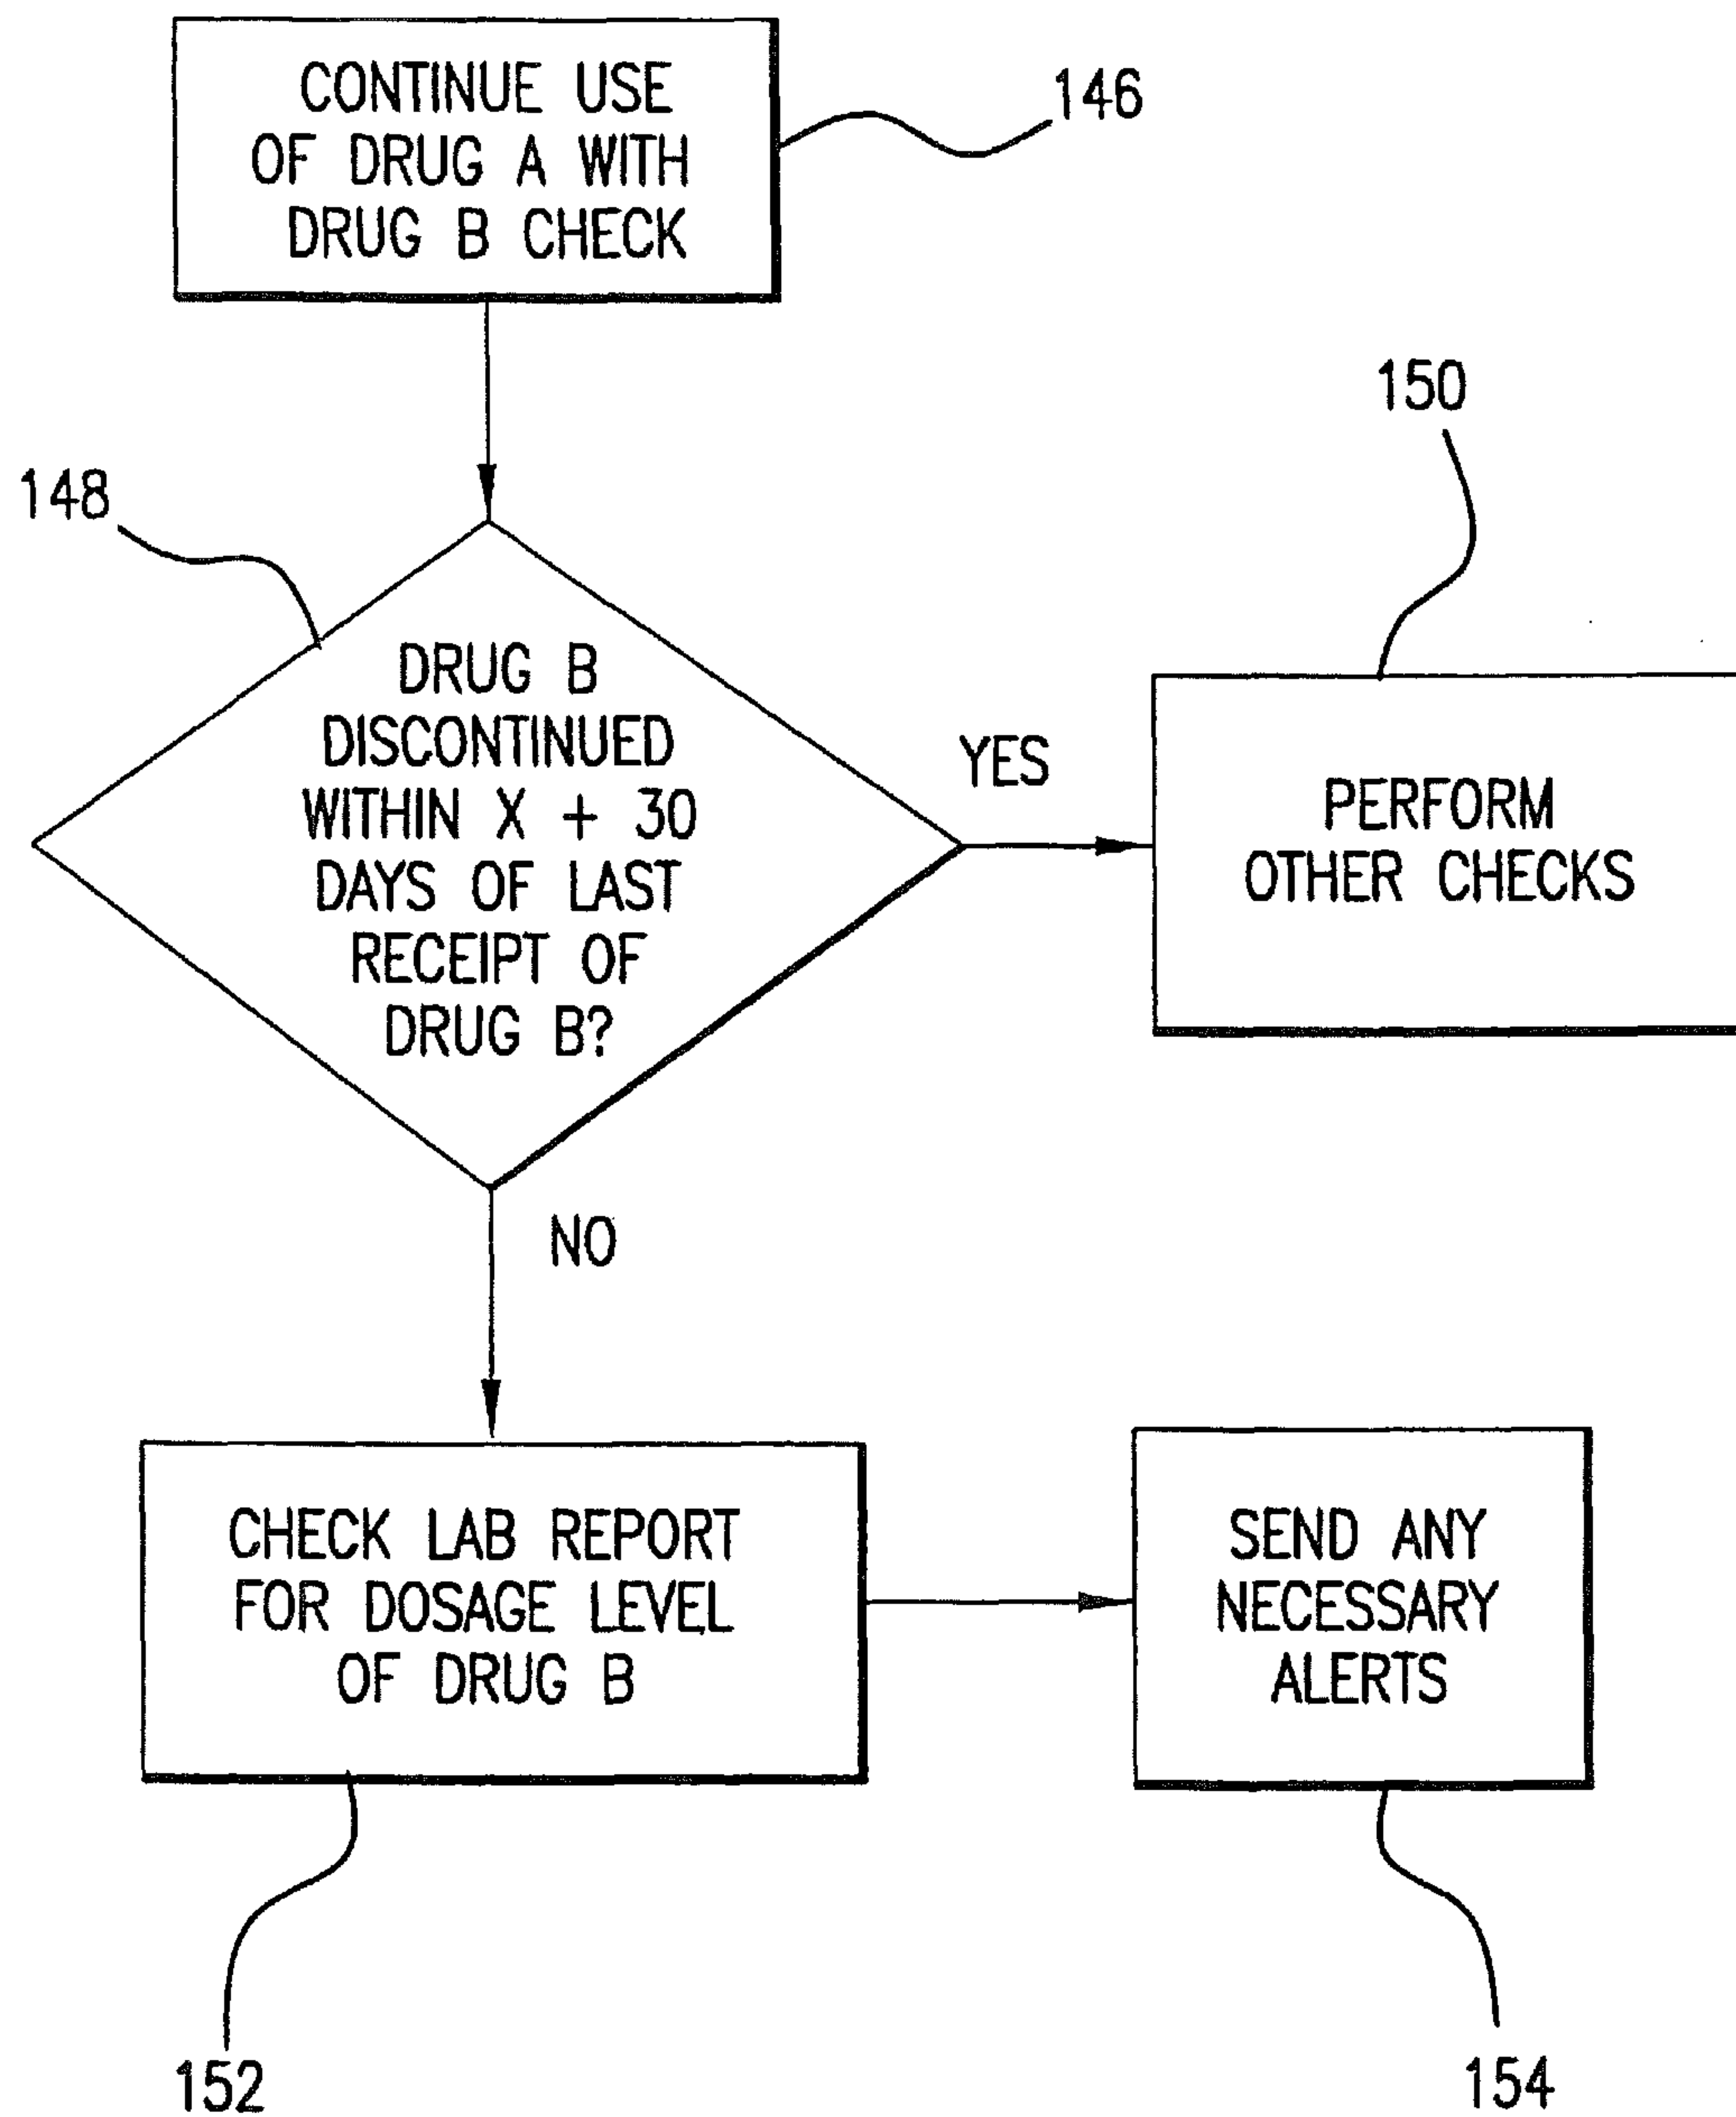 CONTINUE USE
OF DRUG A WITH
DRUG B CHECK
146
148
DRUG B
DISCONTINUED
WITHIN X + 30
DAYS OF LAST
RECEIPT OF
DRUG B?
YES
150
PERFORM
OTHER CHECKS
NO
CHECK LAB REPORT
FOR DOSAGE LEVEL
OF DRUG B
152
SEND ANY
NECESSARY
ALERTS
154